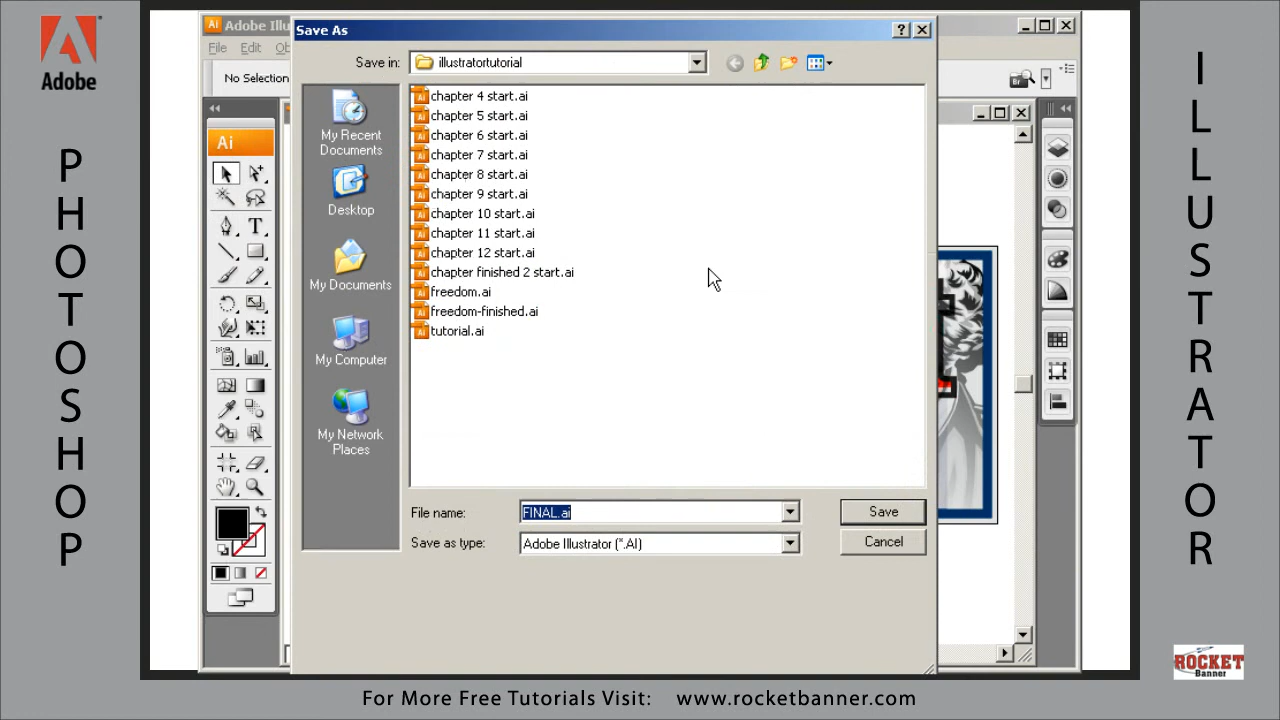 Adobe
PHOTOSHOP
Ai Adobe Illu
File Edit Ob
No Selection
Ai
Save As
Save in: illustratortutorial
My Recent
Documents
Desktop
My Documents
My Computer
My Network
Places
chapter 4 start.ai
chapter 5 start.ai
chapter 6 start.ai
chapter 7 start.ai
chapter 8 start.ai
chapter 9 start.ai
chapter 10 start.ai
chapter 11 start.ai
chapter 12 start.ai
chapter finished 2 start.ai
freedom.ai
freedom-finished.ai
tutorial.ai
File name: FINAL.ai
Save
Save as type: Adobe Illustrator (*.AI)
Cancel
ILLUSTRATOR
ROCKET
Banner
For More Free Tutorials Visit: www.rocketbanner.com